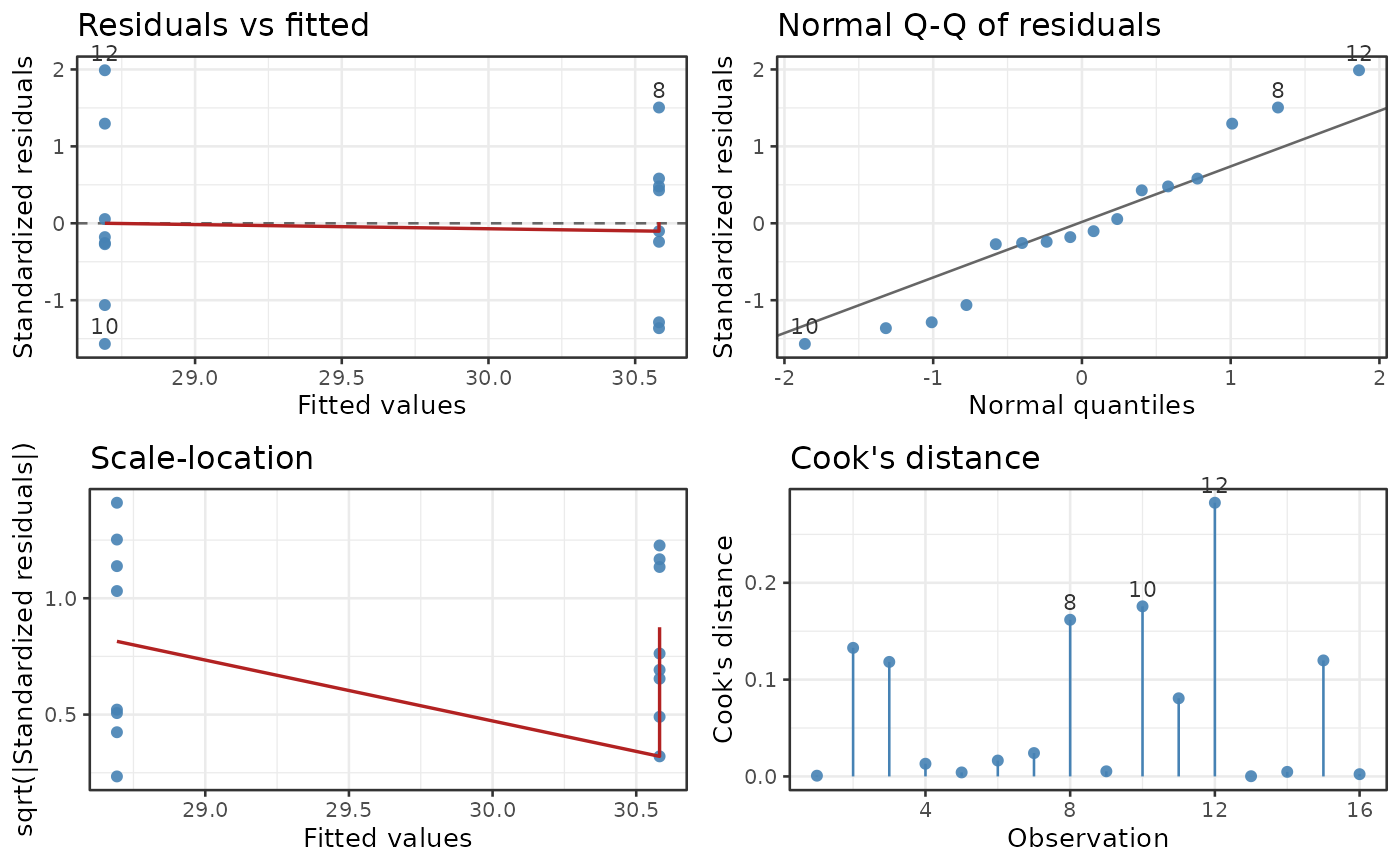 Residuals vs fitted
Standardized residuals
2
1
0
-1
12
8
10
29.0 29.5 30.0 30.5
Fitted values
Normal Q-Q of residuals
Standardized residuals
2
1
0
-1
12
8
10
-2 -1 0 1 2
Normal quantiles
Scale-location
sqrt(|Standardized residuals|)
1.0
0.5
29.0 29.5 30.0 30.5
Fitted values
Cook's distance
Cook's distance
0.2
0.1
0.0
12
10
8
4 8 12 16
Observation